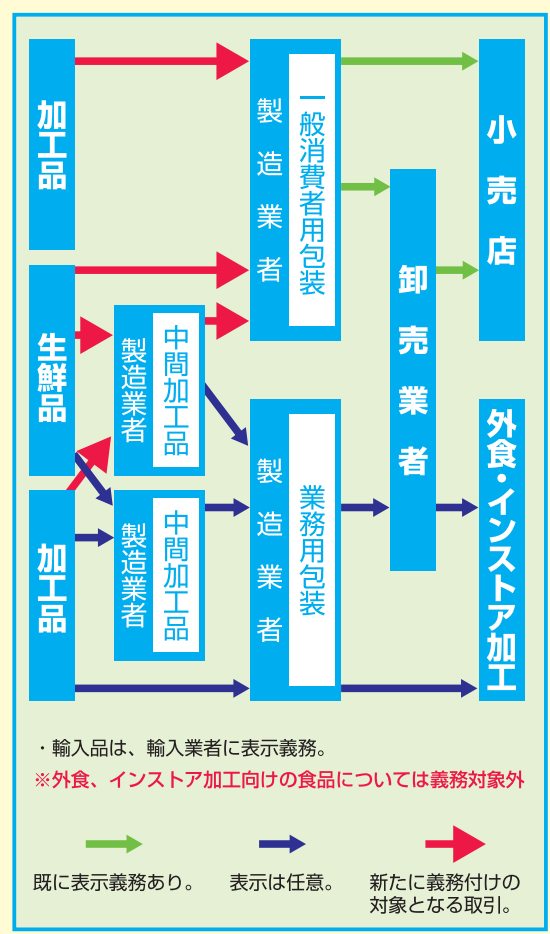 加工品
生鮮品
加工品
製造業者
中間加工品
製造業者
中間加工品
製造業者
一般消費者用包装
製造業者
業務用包装
卸売業者
小売店
外食・インストア加工
・輸入品は、輸入業者に表示義務。
※外食、インストア加工向けの食品については義務対象外
既に表示義務あり。
表示は任意。
新たに義務付けの
対象となる取引。